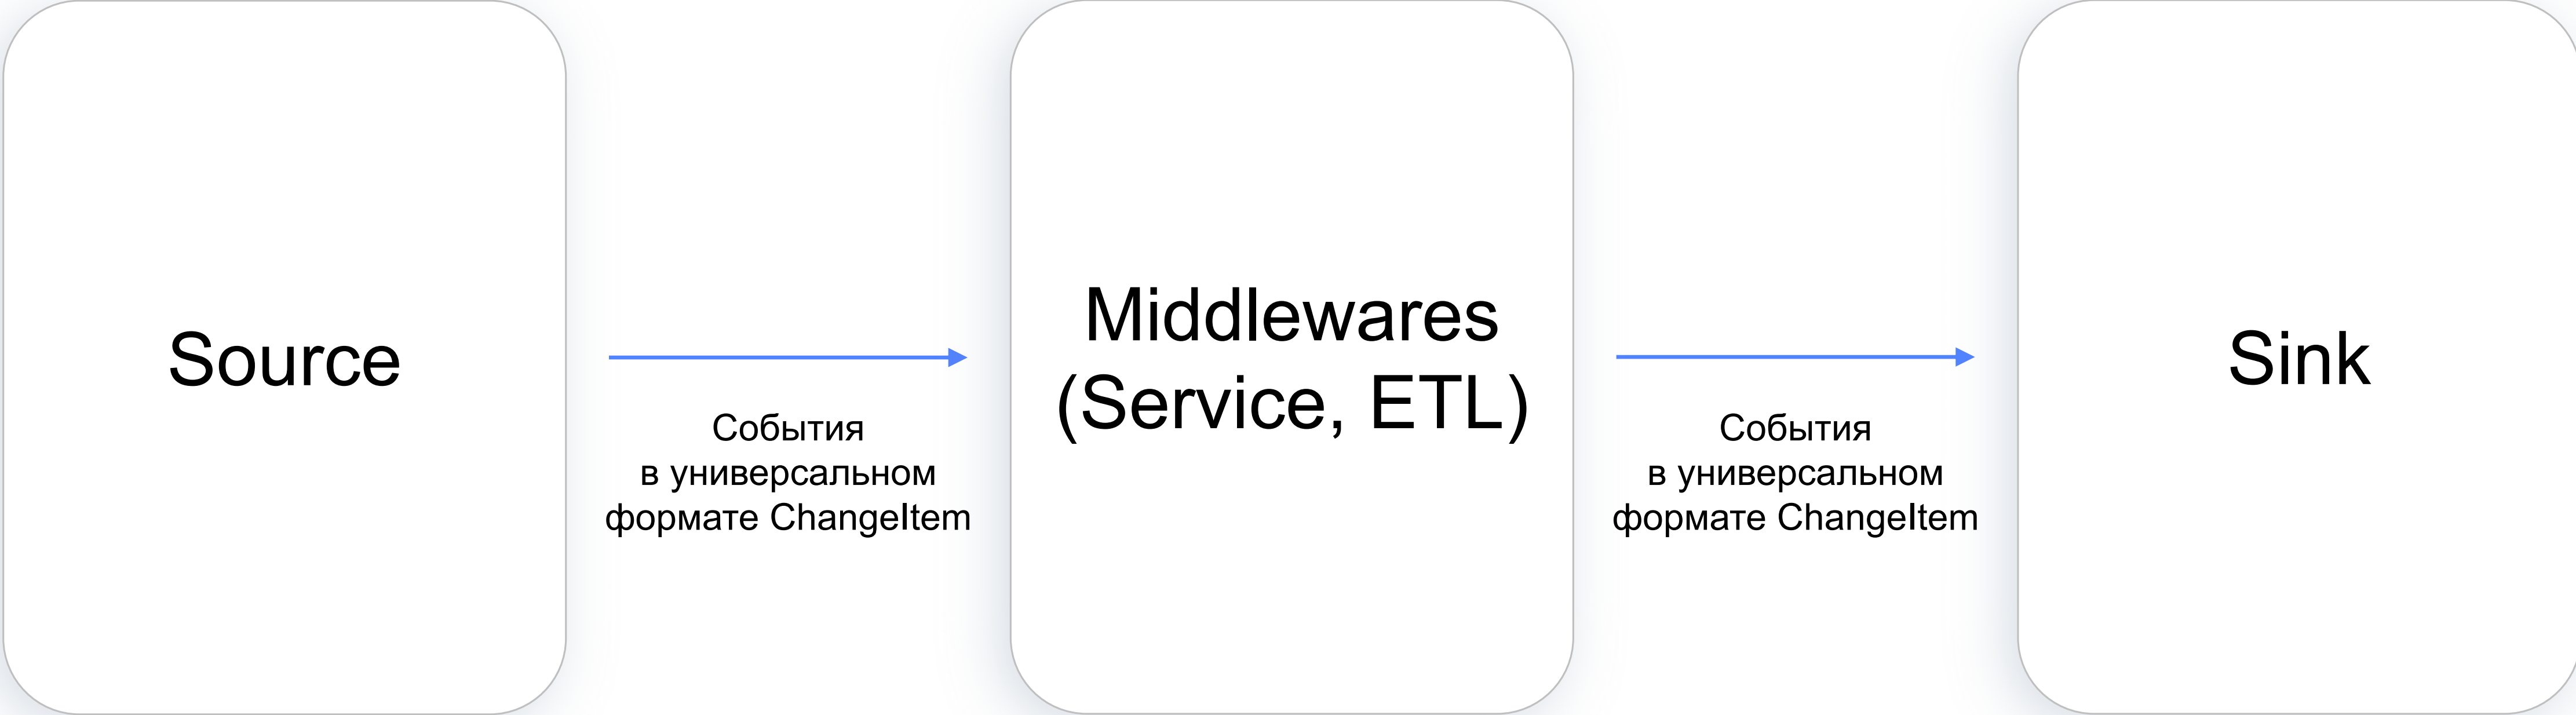 Source
События
в универсальном
формате ChangeItem
Middlewares
(Service, ETL)
События
в универсальном
формате ChangeItem
Sink